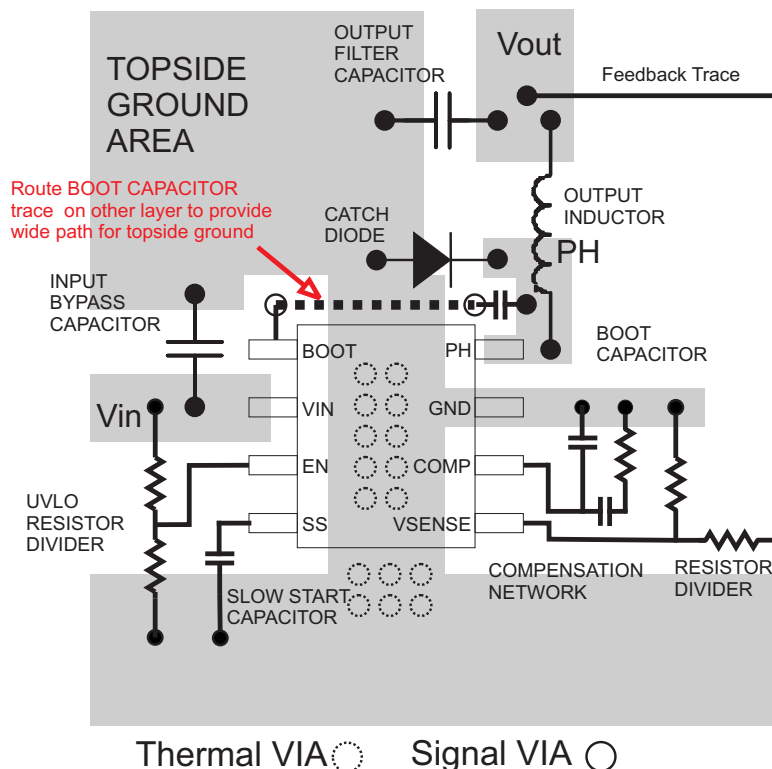 TOPSIDE
GROUND
AREA
OUTPUT
FILTER
CAPACITOR
Vout
Feedback Trace
Route BOOT CAPACITOR
trace on other layer to provide
wide path for topside ground
CATCH
DIODE
OUTPUT
INDUCTOR
PH
INPUT
BYPASS
CAPACITOR
BOOT
CAPACITOR
BOOT
PH
Vin
VIN
GND
EN
COMP
UVLO
RESISTOR
DIVIDER
SS
VSENSE
SLOW START
CAPACITOR
COMPENSATION
NETWORK
RESISTOR
DIVIDER
Thermal VIA
Signal VIA